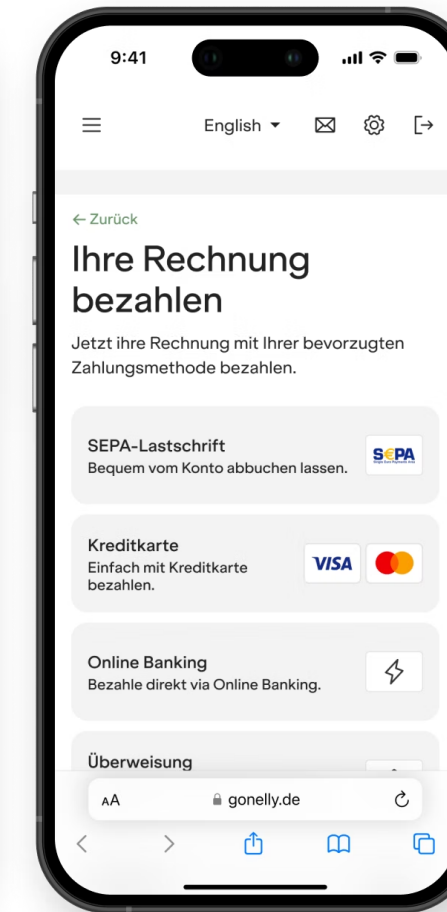 9:41
English
← Zurück
Ihre Rechnung
bezahlen
Jetzt ihre Rechnung mit Ihrer bevorzugten
Zahlungsmethode bezahlen.
SEPA-Lastschrift
Bequem vom Konto abbuchen lassen.
S€PA
Kreditkarte
Einfach mit Kreditkarte
bezahlen.
VISA
Online Banking
Bezahle direkt via Online Banking.
Überweisung
AA
gonelly.de